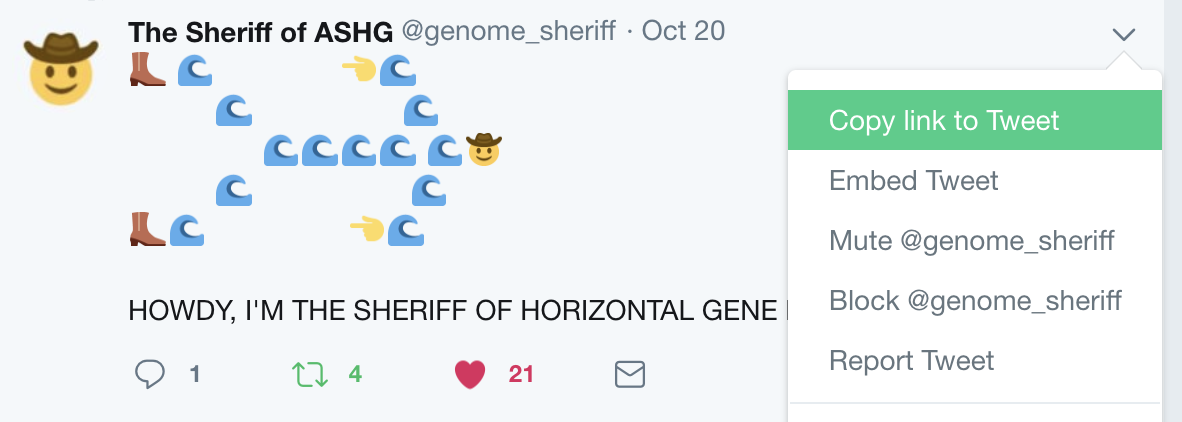 The Sheriff of ASHG @genome_sheriff · Oct 20
HOWDY, I'M THE SHERIFF OF HORIZONTAL GENE
1
4
21
Copy link to Tweet
Embed Tweet
Mute @genome_sheriff
Block @genome_sheriff
Report Tweet